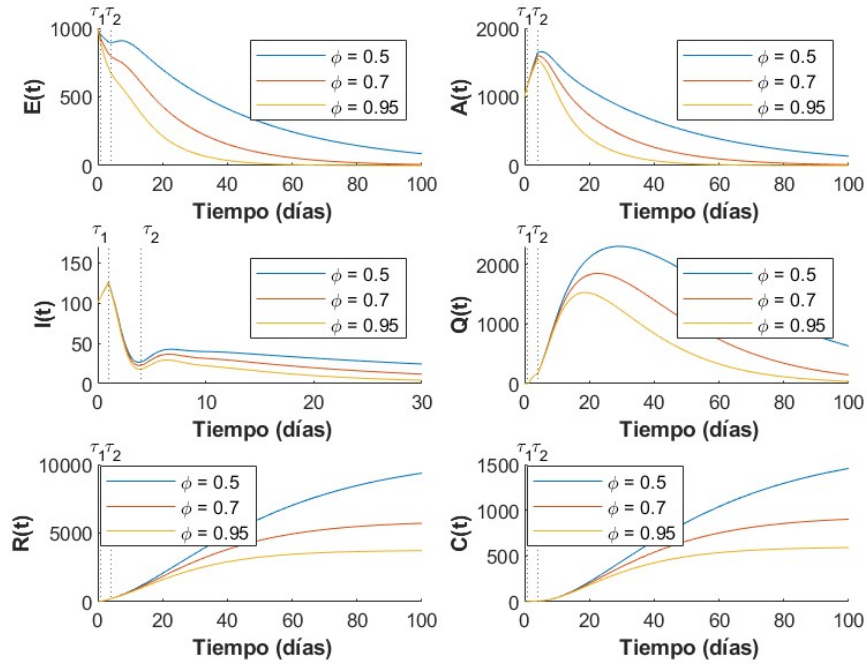 τ₁τ₂
E(t)
1000
500
0
φ = 0.5
φ = 0.7
φ = 0.95
0 20 40 60 80 100
Tiempo (días)
τ₁τ₂
A(t)
2000
1000
0
φ = 0.5
φ = 0.7
φ = 0.95
0 20 40 60 80 100
Tiempo (días)
τ₁ τ₂
I(t)
150
100
50
0
φ = 0.5
φ = 0.7
φ = 0.95
0 10 20 30
Tiempo (días)
τ₁τ₂
Q(t)
2000
1000
0
φ = 0.5
φ = 0.7
φ = 0.95
0 20 40 60 80 100
Tiempo (días)
τ₁τ₂
R(t)
10000
5000
0
φ = 0.5
φ = 0.7
φ = 0.95
0 20 40 60 80 100
Tiempo (días)
τ₁τ₂
C(t)
1500
1000
500
0
φ = 0.5
φ = 0.7
φ = 0.95
0 20 40 60 80 100
Tiempo (días)